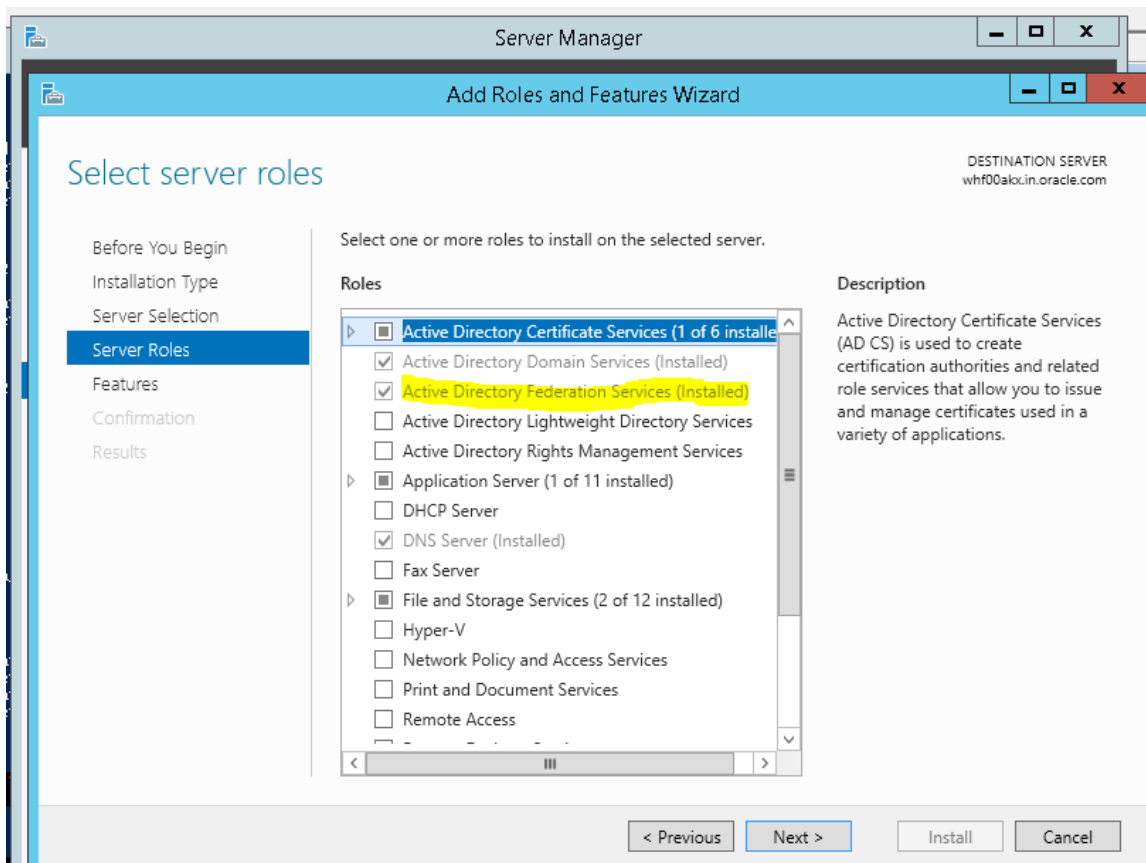 Server Manager
Add Roles and Features Wizard
Select server roles
DESTINATION SERVER
whf00akx.in.oracle.com
Before You Begin
Installation Type
Server Selection
Server Roles
Features
Confirmation
Results
Select one or more roles to install on the selected server.
Roles
Active Directory Certificate Services (1 of 6 installe
Active Directory Domain Services (Installed)
Active Directory Federation Services (Installed)
Active Directory Lightweight Directory Services
Active Directory Rights Management Services
Application Server (1 of 11 installed)
DHCP Server
DNS Server (Installed)
Fax Server
File and Storage Services (2 of 12 installed)
Hyper-V
Network Policy and Access Services
Print and Document Services
Remote Access
Description
Active Directory Certificate Services
(AD CS) is used to create
certification authorities and related
role services that allow you to issue
and manage certificates used in a
variety of applications.
< Previous
Next >
Install
Cancel